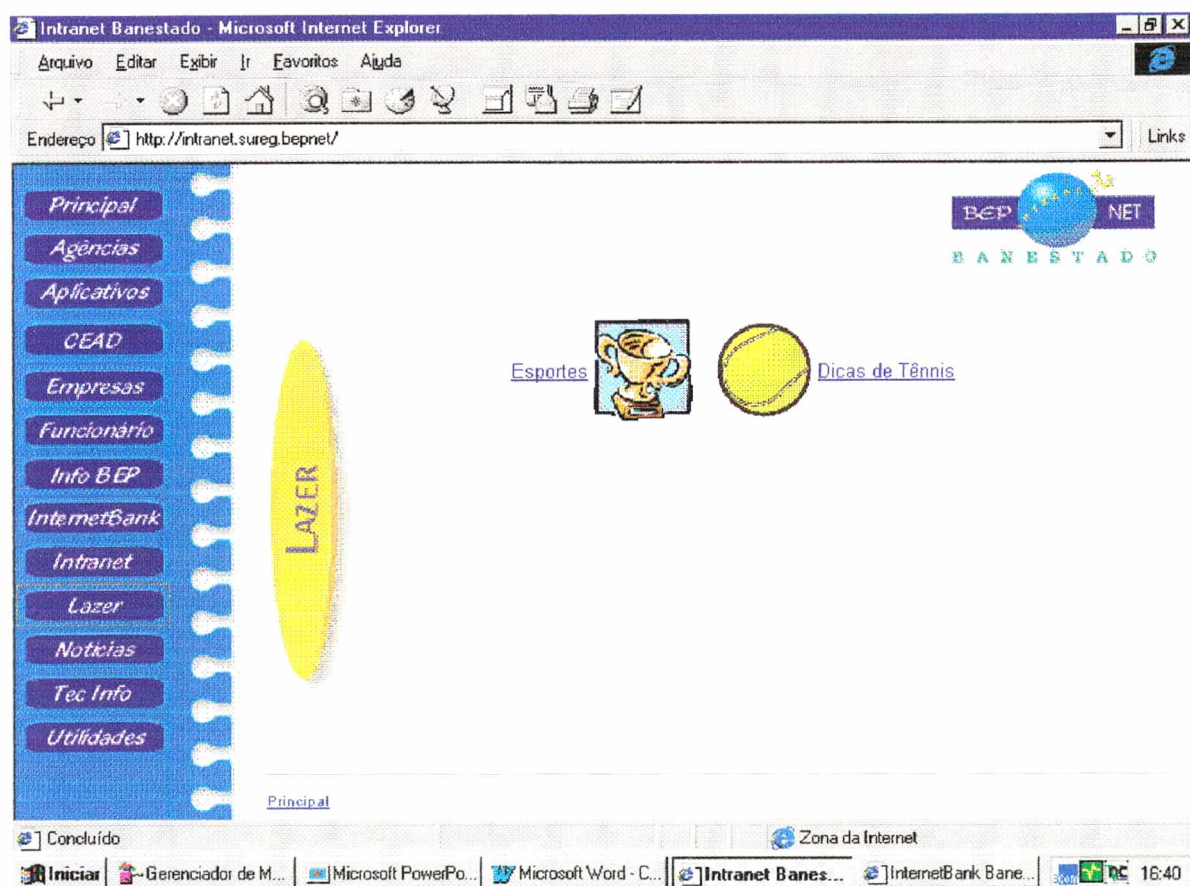 Intranet Banestado - Microsoft Internet Explorer
Arquivo Editar Exibir Ir Favoritos Ajuda
Endereço http://intranet.sureg.bepnet/ Links
Principal
Agências
Aplicativos
CEAD
Empresas
Funcionário
Info BEP
InternetBank
Intranet
Lazer
Notícias
Tec Info
Utilidades
BEP NET
BANESTADO
Esportes Dicas de Tênnis
LAZER
Principal
Concluído Zona da Internet
Iniciar Gerenciador de M... Microsoft PowerPo... Microsoft Word - C... Intranet Banes... InternetBank Bane... 16:40